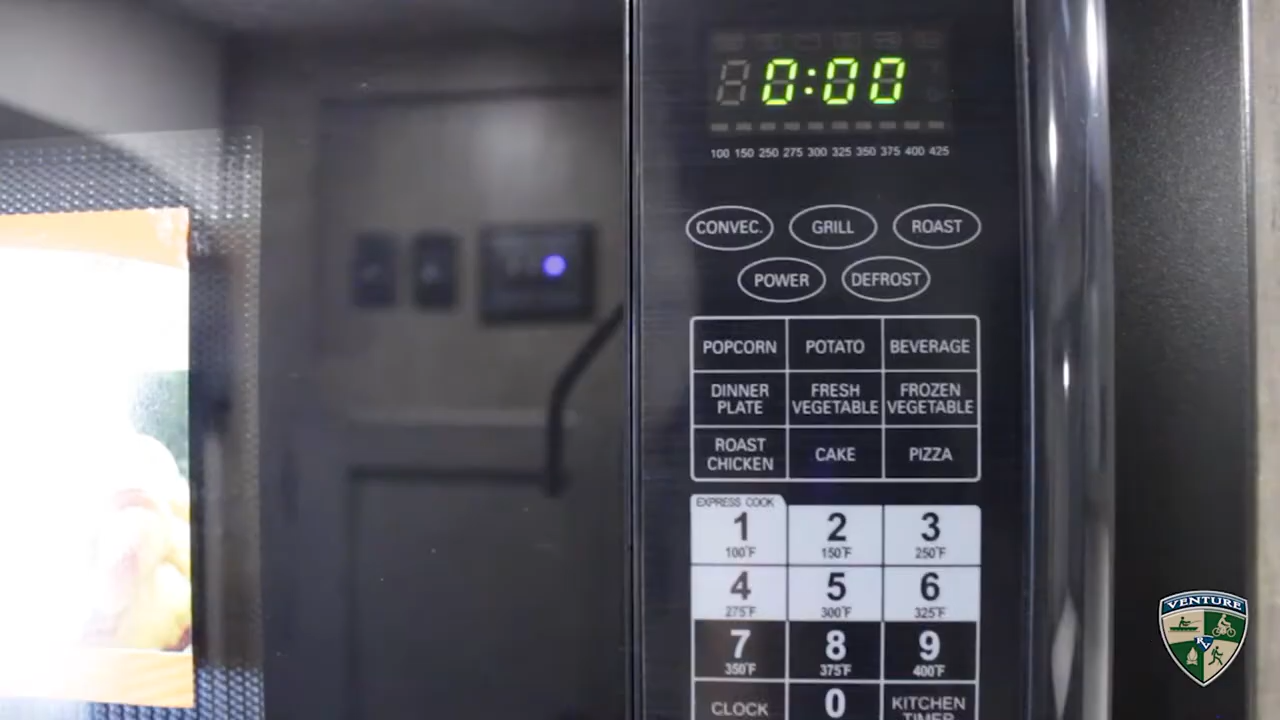 0:00
100 150 250 275 300 325 350 375 400 425
CONVEC. GRILL ROAST
POWER DEFROST
POPCORN POTATO BEVERAGE
DINNER PLATE FRESH VEGETABLE FROZEN VEGETABLE
ROAST CHICKEN CAKE PIZZA
EXPRESS COOK
1 2 3
100°F 150°F 250°F
4 5 6
275°F 300°F 325°F
7 8 9
350°F 375°F 400°F
CLOCK 0 KITCHEN TIMER
VENTURE
RV